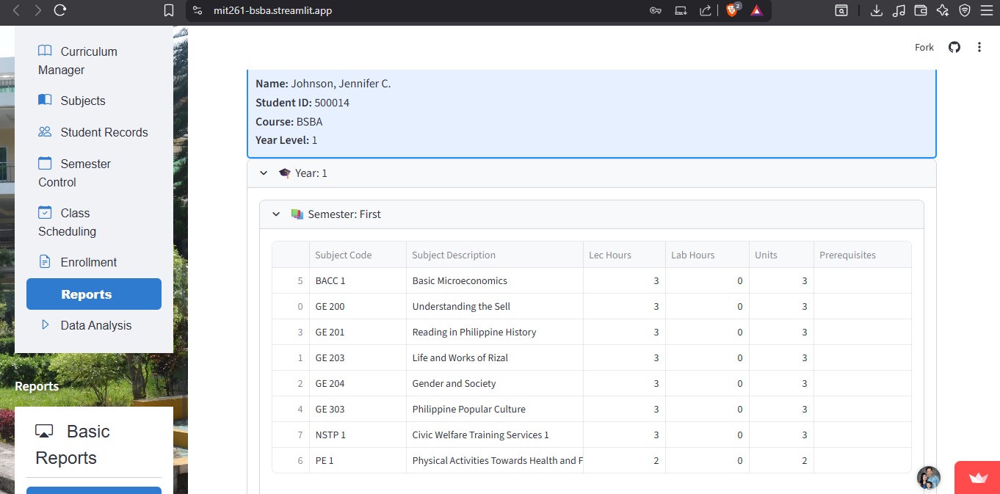 mit261-bsba.streamlit.app
2
Fork
Curriculum
Manager
Subjects
Student Records
Semester
Control
Class
Scheduling
Enrollment
Reports
Data Analysis
Reports
Basic
Reports
Name: Johnson, Jennifer C.
Student ID: 500014
Course: BSBA
Year Level: 1
Year: 1
Semester: First
Subject Code Subject Description Lec Hours Lab Hours Units Prerequisites
5 BACC 1 Basic Microeconomics 3 0 3
0 GE 200 Understanding the Sell 3 0 3
3 GE 201 Reading in Philippine History 3 0 3
1 GE 203 Life and Works of Rizal 3 0 3
2 GE 204 Gender and Society 3 0 3
4 GE 303 Philippine Popular Culture 3 0 3
7 NSTP 1 Civic Welfare Training Services 1 3 0 3
6 PE 1 Physical Activities Towards Health and F 2 0 2